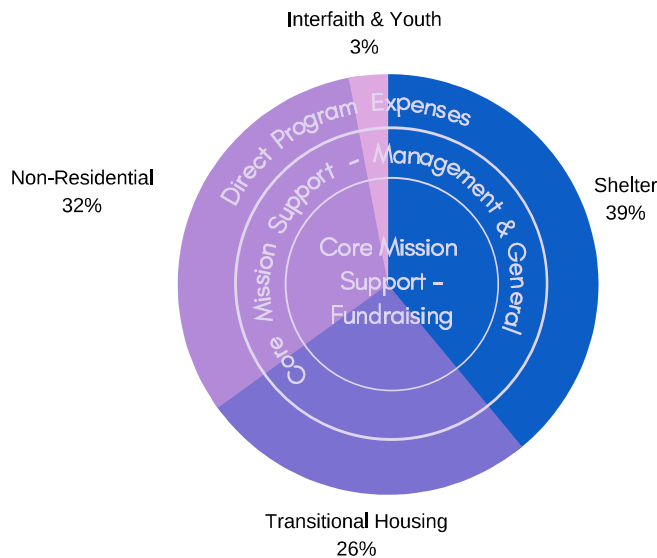 Interfaith & Youth
3%
Direct Program Expenses
Core Mission Support - Management & General
Non-Residential
32%
Shelter
39%
Core Mission
Support -
Fundraising
Transitional Housing
26%